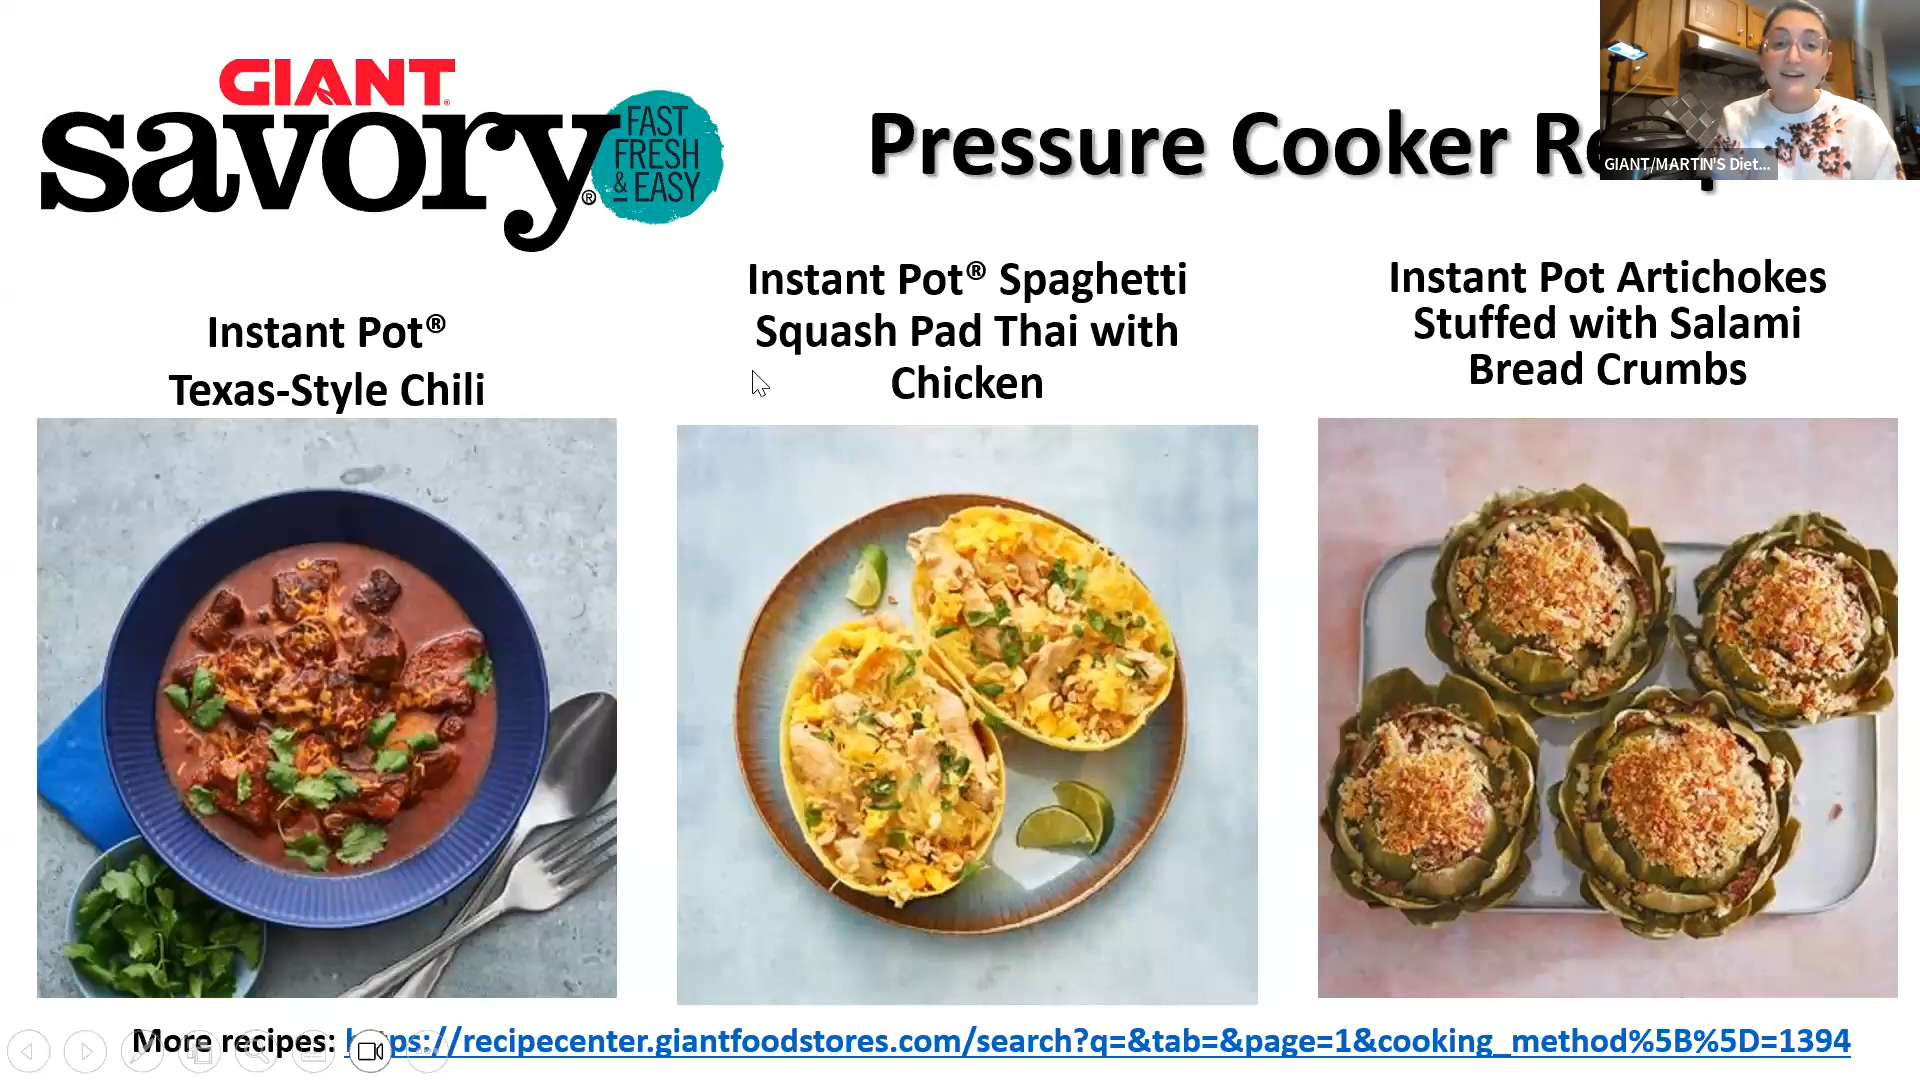 GIANT
savory®
FAST
FRESH
& EASY
Pressure Cooker
GIANT/MARTIN'S Diet...
Instant Pot®
Texas-Style Chili
Instant Pot® Spaghetti
Squash Pad Thai with
Chicken
Instant Pot Artichokes
Stuffed with Salami
Bread Crumbs
More recipes: https://recipecenter.giantfoodstores.com/search?q=&tab=&page=1&cooking_method%5B%5D=1394